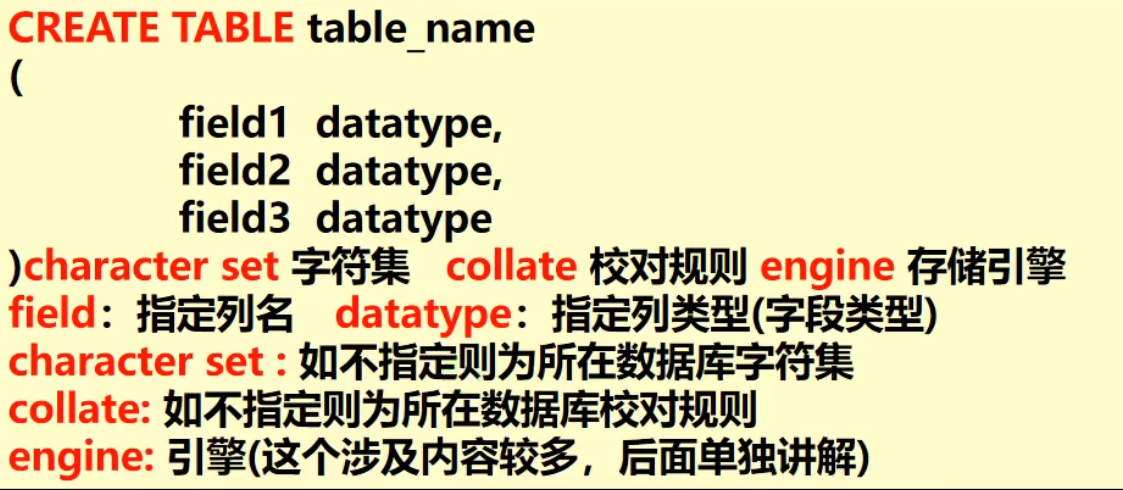 CREATE TABLE table_name
(
field1 datatype,
field2 datatype,
field3 datatype
)character set 字符集 collate 校对规则 engine 存储引擎
field：指定列名 datatype：指定列类型(字段类型)
character set : 如不指定则为所在数据库字符集
collate: 如不指定则为所在数据库校对规则
engine: 引擎(这个涉及内容较多，后面单独讲解)